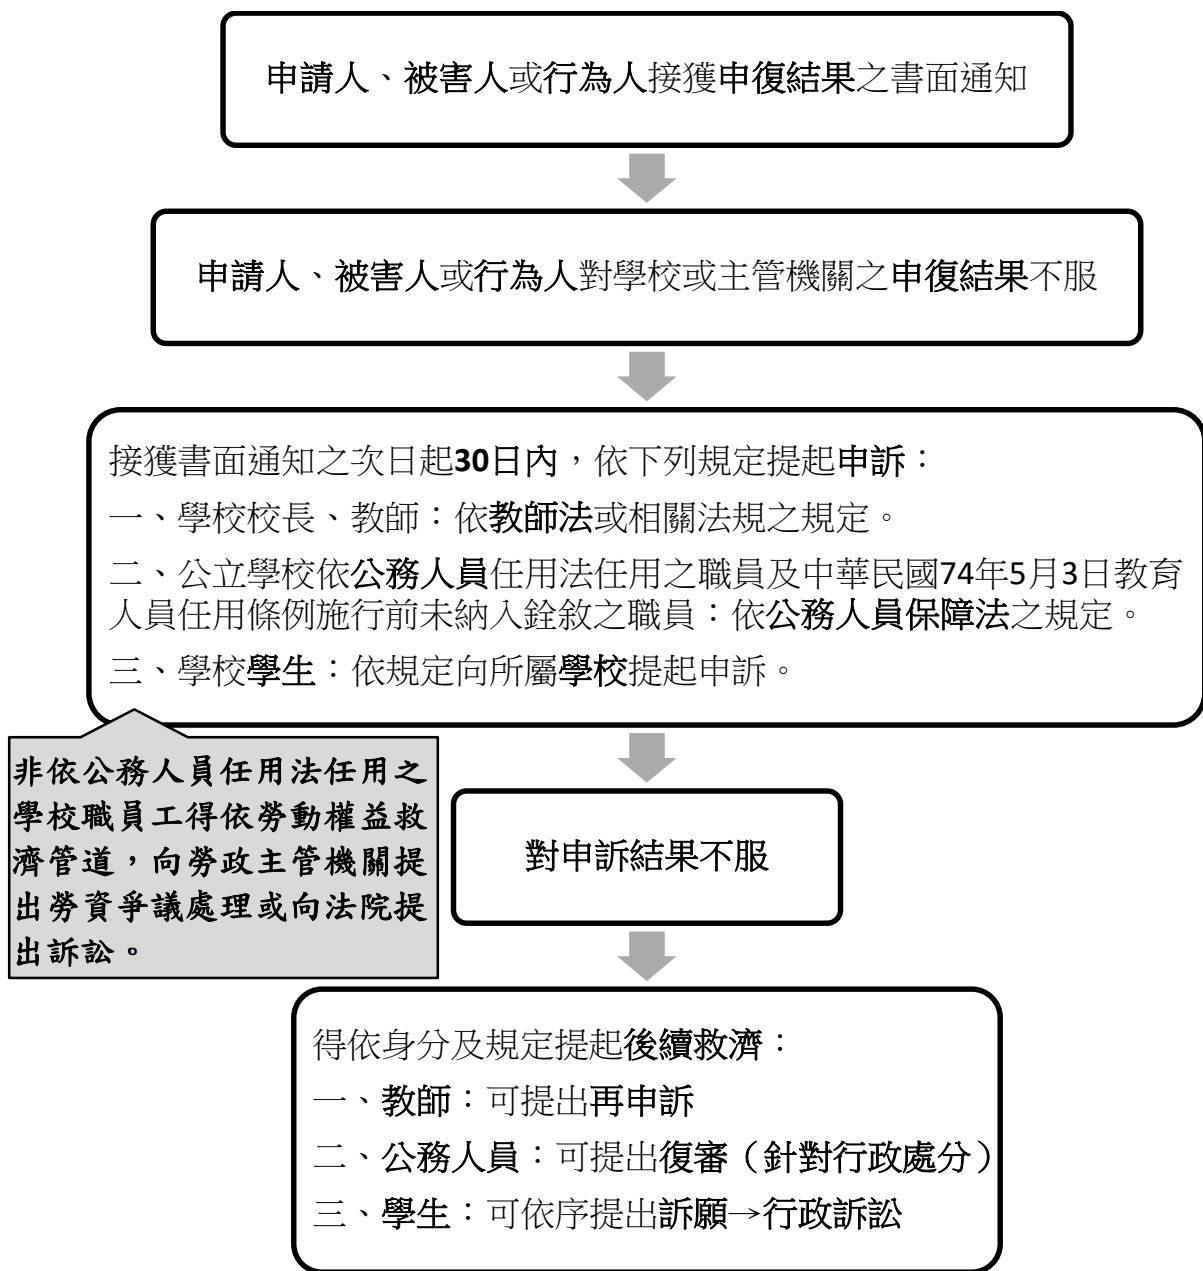 申請人、被害人或行為人接獲申復結果之書面通知
申請人、被害人或行為人對學校或主管機關之申復結果不服
接獲書面通知之次日起30日內，依下列規定提起申訴：
一、學校校長、教師：依教師法或相關法規之規定。
二、公立學校依公務人員任用法任用之職員及中華民國74年5月3日教育
人員任用條例施行前未納入銓敘之職員：依公務人員保障法之規定。
三、學校學生：依規定向所屬學校提起申訴。
非依公務人員任用法任用之
學校職員工得依勞動權益救
濟管道，向勞政主管機關提
出勞資爭議處理或向法院提
出訴訟。
對申訴結果不服
得依身分及規定提起後續救濟：
一、教師：可提出再申訴
二、公務人員：可提出復審（針對行政處分）
三、學生：可依序提出訴願→行政訴訟